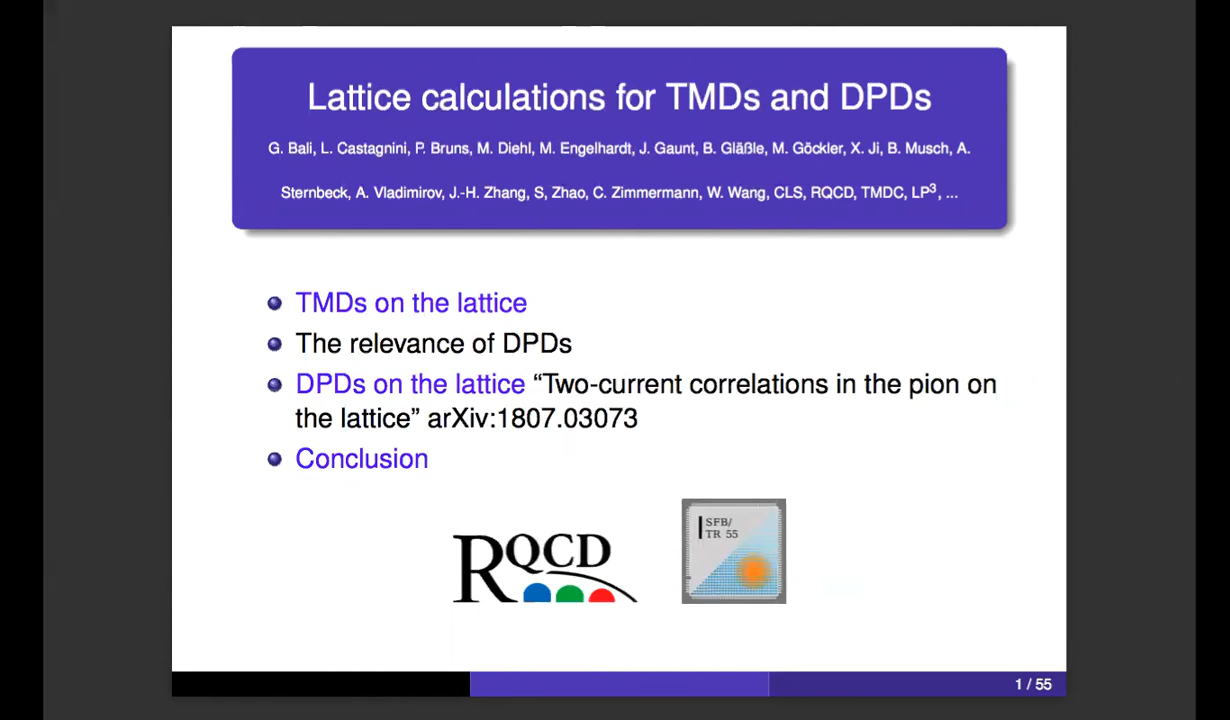 Lattice calculations for TMDs and DPDs
G. Bali, L. Castagnini, P. Bruns, M. Diehl, M. Engelhardt, J. Gaunt, B. Gläßle, M. Göckler, X. Ji, B. Musch, A.
Sternbeck, A. Vladimirov, J.-H. Zhang, S, Zhao, C. Zimmermann, W. Wang, CLS, RQCD, TMDC, LP³, ...
TMDs on the lattice
The relevance of DPDs
DPDs on the lattice “Two-current correlations in the pion on
the lattice” arXiv:1807.03073
Conclusion
RQCD
SFB/
TR 55
1 / 55